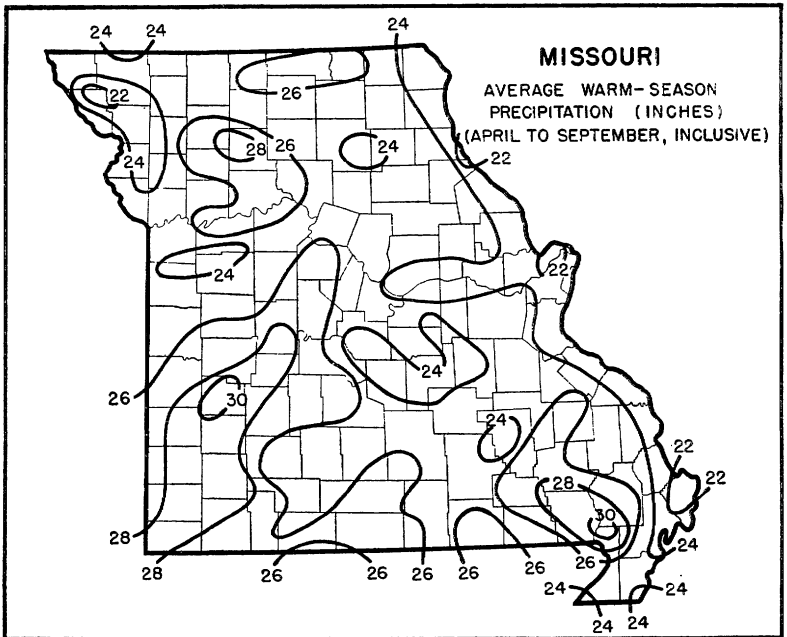 24 24 24
MISSOURI
AVERAGE WARM-SEASON
PRECIPITATION (INCHES)
(APRIL TO SEPTEMBER, INCLUSIVE)
22
26
28 26 24
24 22
22
24
24
26 30
24
22
28 22
30
28
24
28 26 26 26 26 26 26
24 24
24 24